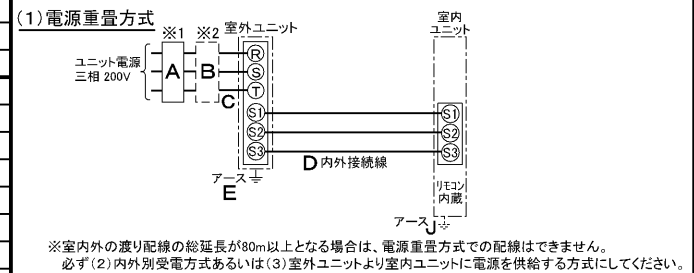 (1)電源重畳方式
※1 ※2 室外ユニット
室内
ユニット
ユニット電源
三相 200V
A
B
R
S
T
C
S1
S2
S3
S1
S2
S3
D 内外接続線
アース
E
リモコン
内蔵
アース J
※室内外の渡り配線の総延長が80m以上となる場合は、電源重畳方式での配線はできません。
必ず(2)内外別受電方式あるいは(3)室外ユニットより室内ユニットに電源を供給する方式にしてください。